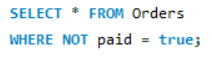 SELECT * FROM Orders
WHERE NOT paid = true;